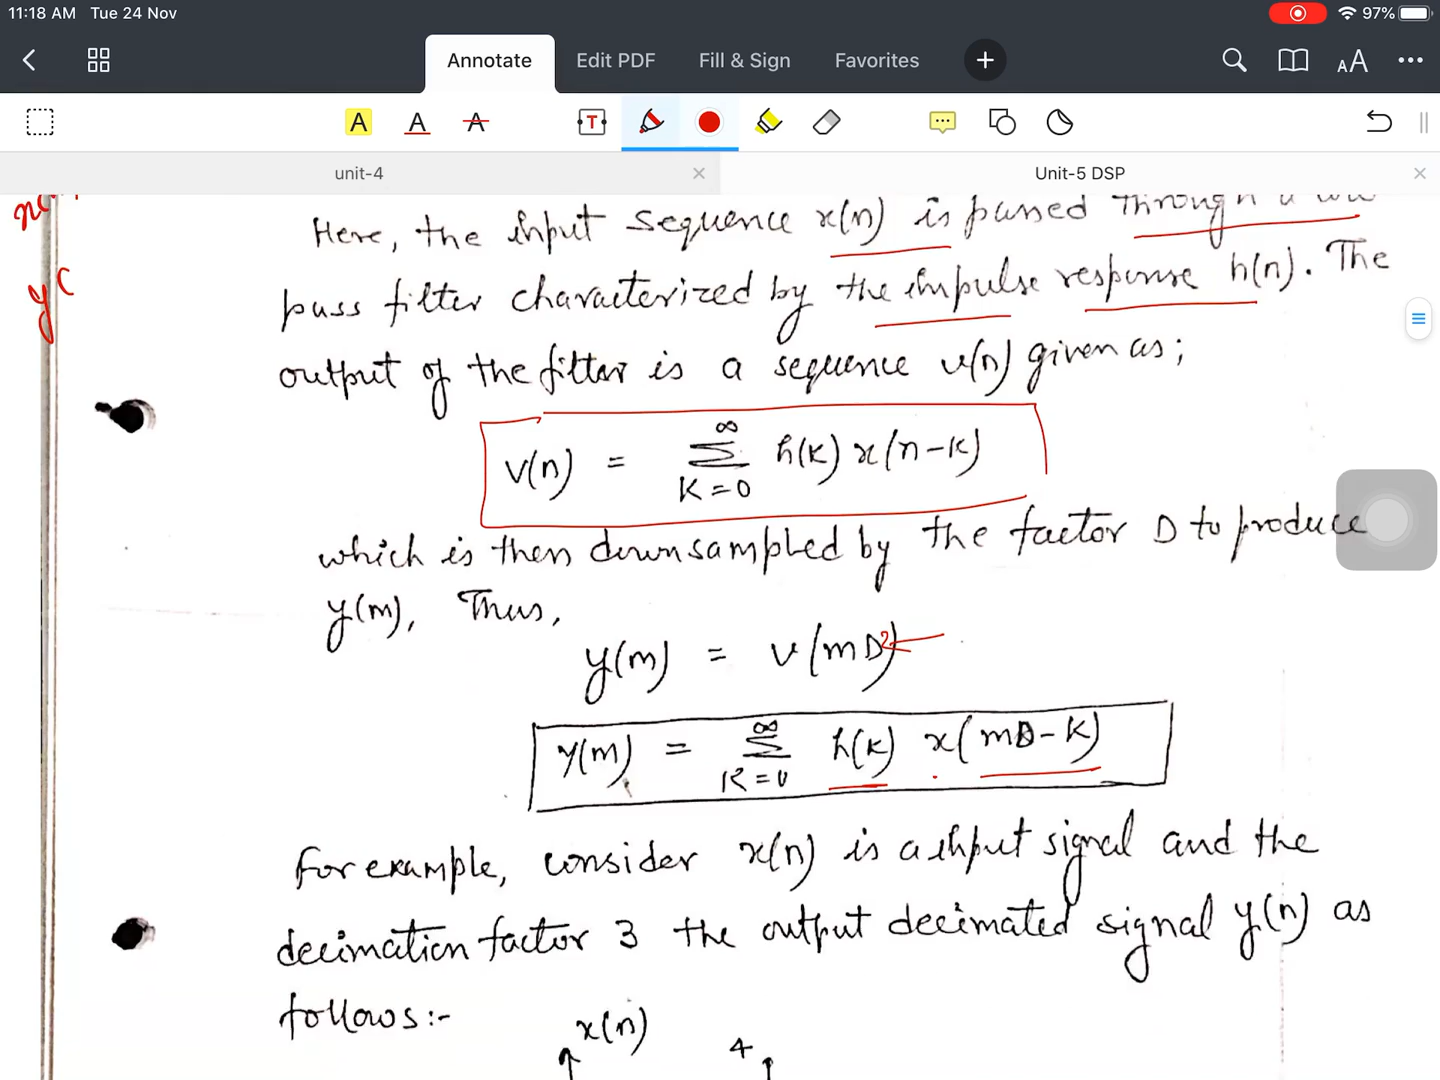 11:18 AM Tue 24 Nov
97%
Annotate Edit PDF Fill & Sign Favorites
unit-4
Unit-5 DSP
Here, the input sequence x(n) is passed through a
y(
pass filter characterized by the impulse response h(n). The
output of the filter is a sequence v(n) given as;
v(n) = ∞ Σ K=0 h(k) x(n-k)
which is then downsampled by the factor D to produce
y(m), Thus,
y(m) = v(mD)
y(m) = ∞ Σ K=0 h(k) x(mD-k)
For example, consider x(n) is a input signal and the
decimation factor 3 the output decimated signal y(n) as
follows:-
x(n)
4